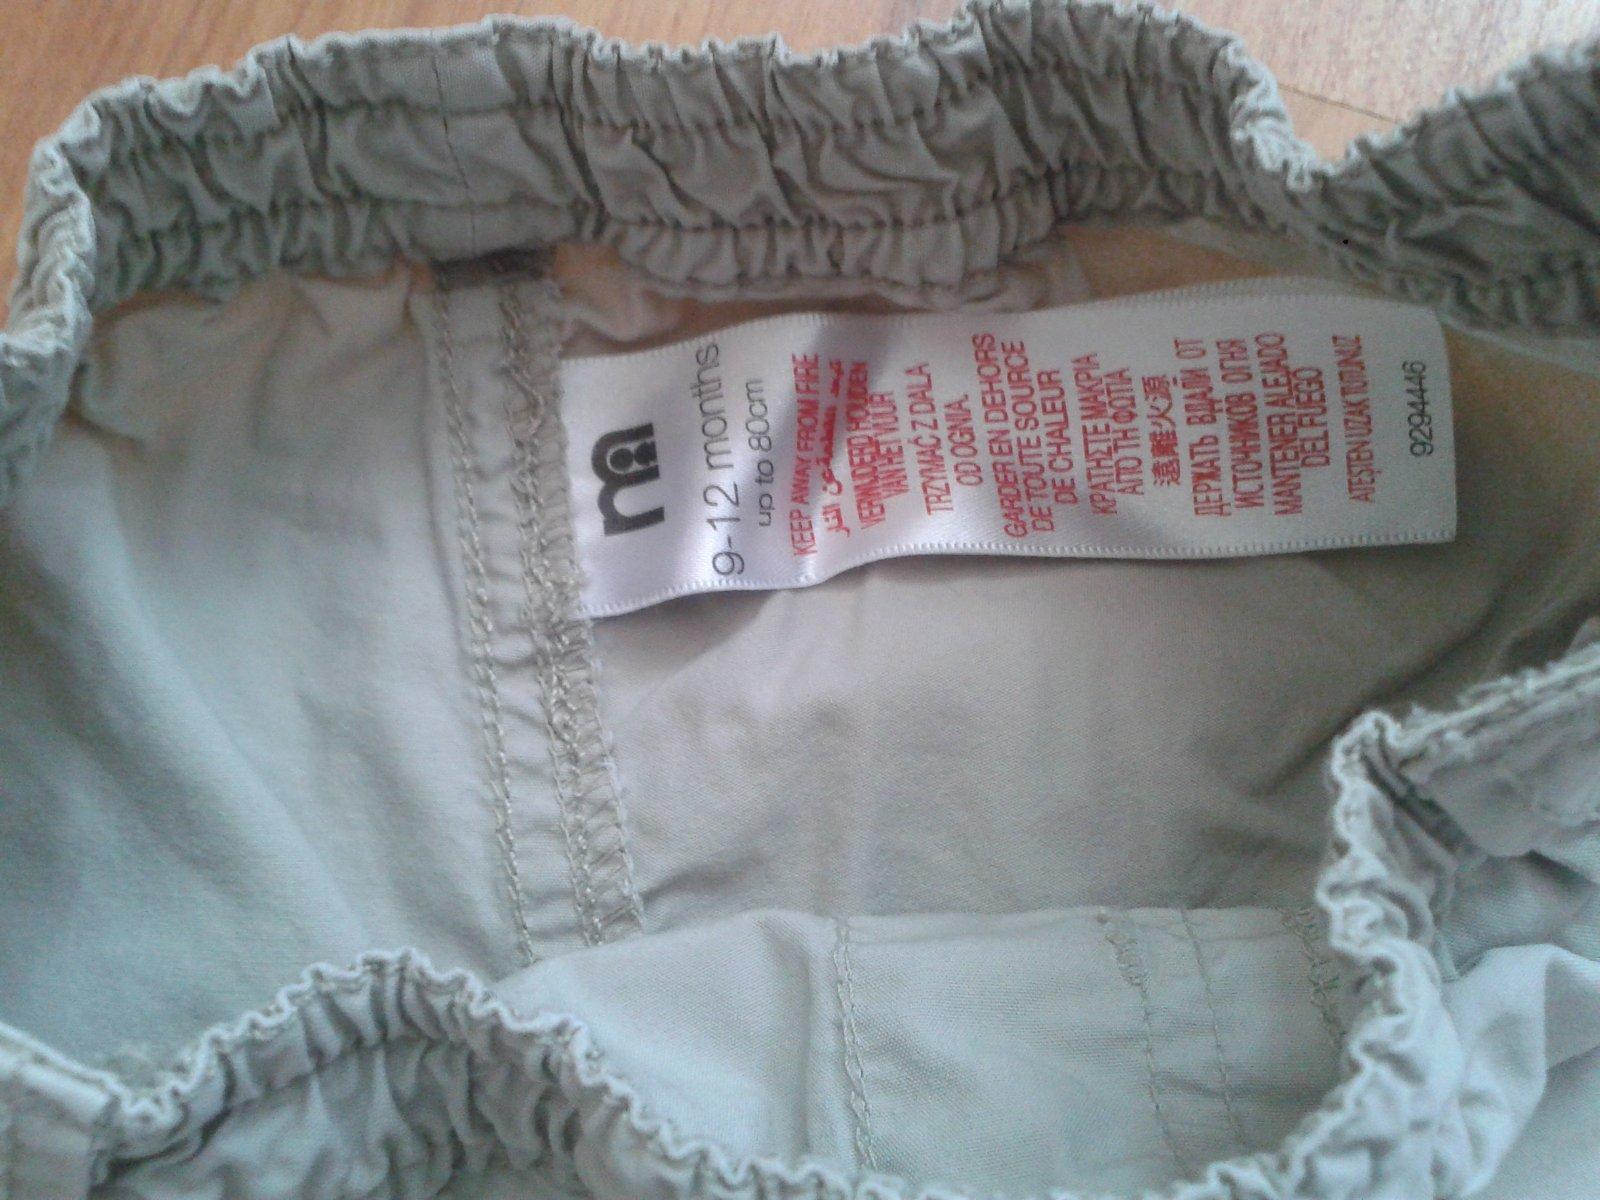 m
9-12 months
up to 80cm
KEEP AWAY FROM FIRE
عن النار
VERWIJDERD HOUDEN
VAN HET VUUR
TRZYMAĆ Z DALA
OD OGNIA
GARDER EN DEHORS
DE TOUTE SOURCE
DE CHALEUR
ΚΡΑΤΗΣΤΕ ΜΑΚΡΙΑ
ΑΠΟ ΤΗ ΦΩΤΙΑ
遠離火源
ДЕРЖАТЬ ВДАЛИ ОТ
ИСТОЧНИКОВ ОГНЯ
MANTENER ALEJADO
DEL FUEGO
ATEŞTEN UZAK TUTUNUZ
9294446